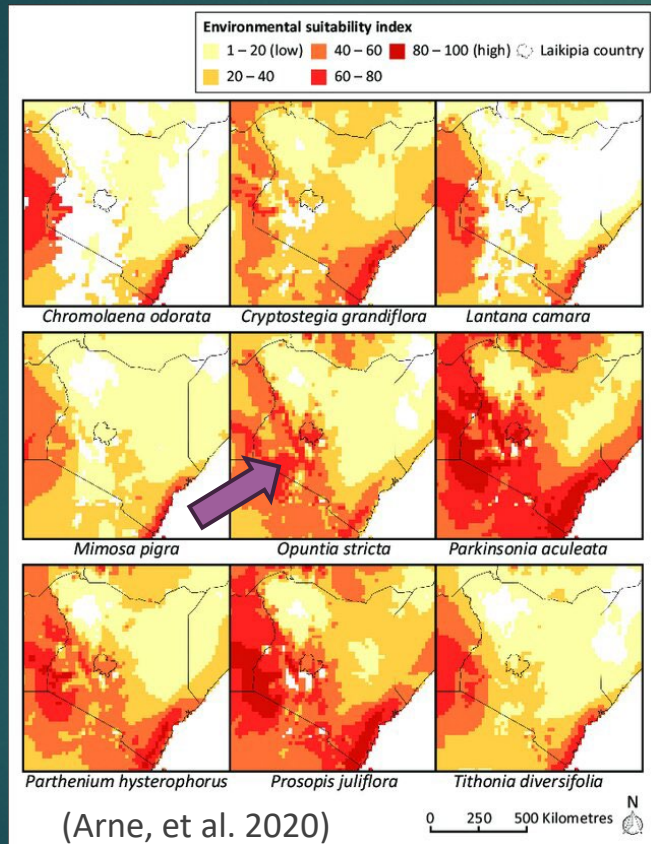 Environmental suitability index
1 – 20 (low) 40 – 60 80 – 100 (high) Laikipia country
20 – 40 60 – 80
Chromolaena odorata Cryptostegia grandiflora Lantana camara
Mimosa pigra Opuntia stricta Parkinsonia aculeata
Parthenium hysterophorus Prosopis juliflora Tithonia diversifolia
(Arne, et al. 2020) 0 250 500 Kilometres N